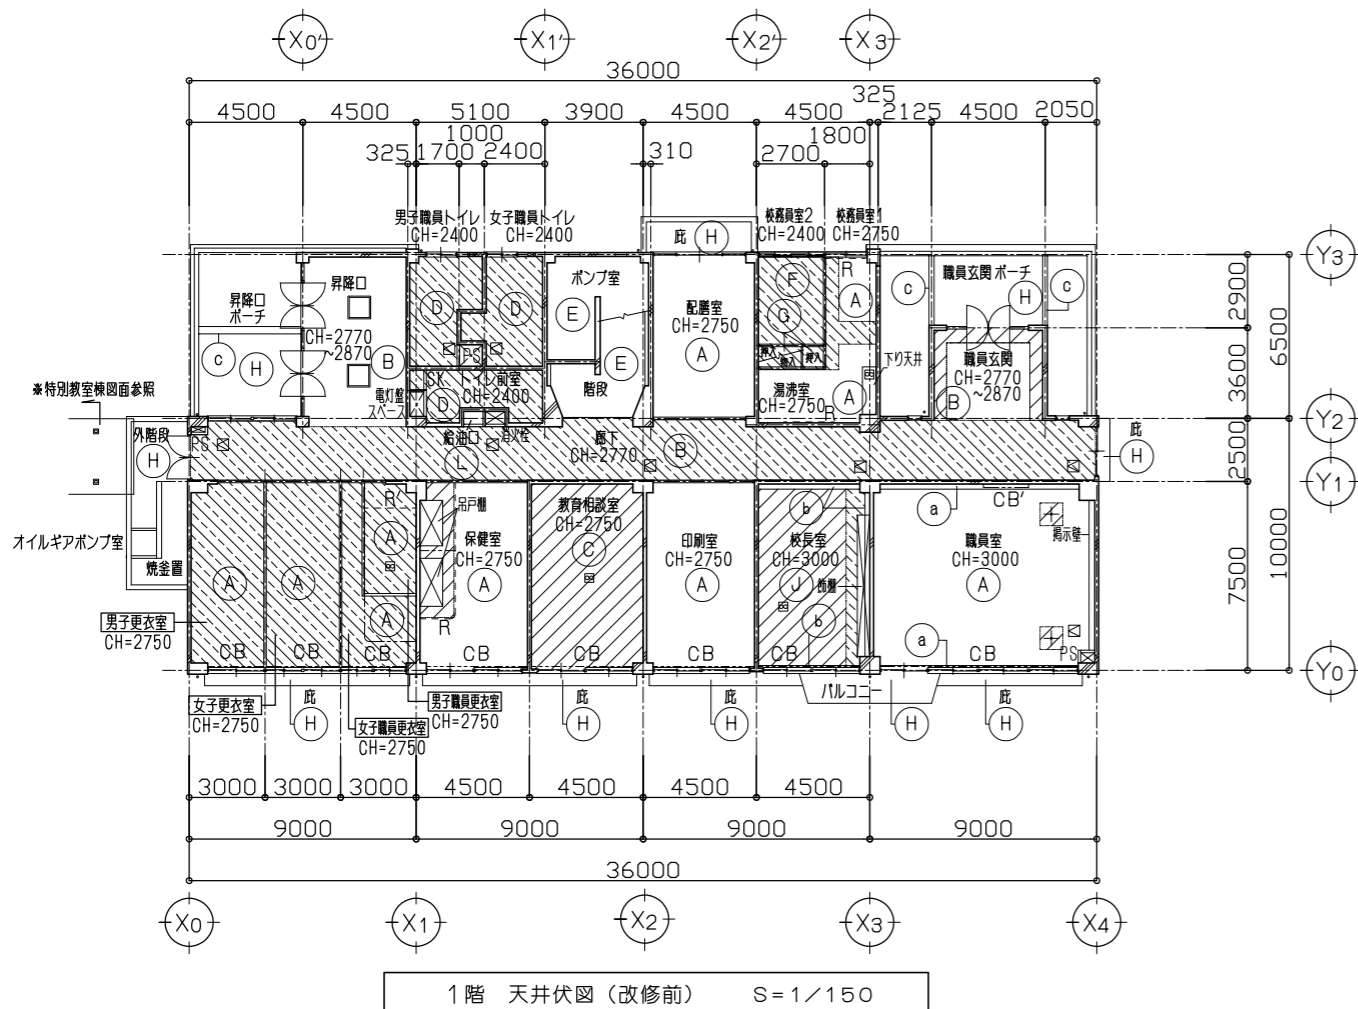 X0'
X1'
X2'
X3
36000
325
4500
4500
5100
3900
4500
4500
2125
4500
2050
1000
1800
325
1700
2400
310
2700
男子職員トイレ
CH=2400
女子職員トイレ
CH=2400
庇
H
校務員室2
CH=2400
校務員室1
CH=2750
Y3
昇降口
ポーチ
c
H
昇降口
CH=2770
~2870
B
D
D
PS
ポンプ室
E
E
階段
配膳室
CH=2750
A
F
G
R
A
押入
押入
湯沸室
CH=2750
A
R
下り天井
c
職員玄関 ポーチ
H
c
職員玄関
CH=2770
~2870
B
2900
3600
6500
※特別教室棟図面参照
電灯盤
スペース
SK
トイレ前室
CH=2400
D
外階段
PS
H
給油口
消火栓
L
廊下
CH=2770
B
庇
H
Y2
2500
Y1
オイルギアポンプ室
焼釜置
A
A
R'
A
A
吊戸棚
保健室
CH=2750
A
R
教育相談室
CH=2750
C
印刷室
CH=2750
A
b
校長室
CH=3000
J
飾棚
b
a
CB'
職員室
CH=3000
A
掲示壁
a
PS
7500
10000
男子更衣室
CH=2750
CB
CB
CB
CB
CB
CB
CB
CB
Y0
女子更衣室
CH=2750
庇
H
男子職員更衣室
CH=2750
女子職員更衣室
CH=2750
庇
H
庇
H
バルコニー
H
庇
H
3000
3000
3000
4500
4500
4500
4500
9000
9000
9000
9000
36000
X0
X1
X2
X3
X4
1階 天井伏図(改修前) S=1/150